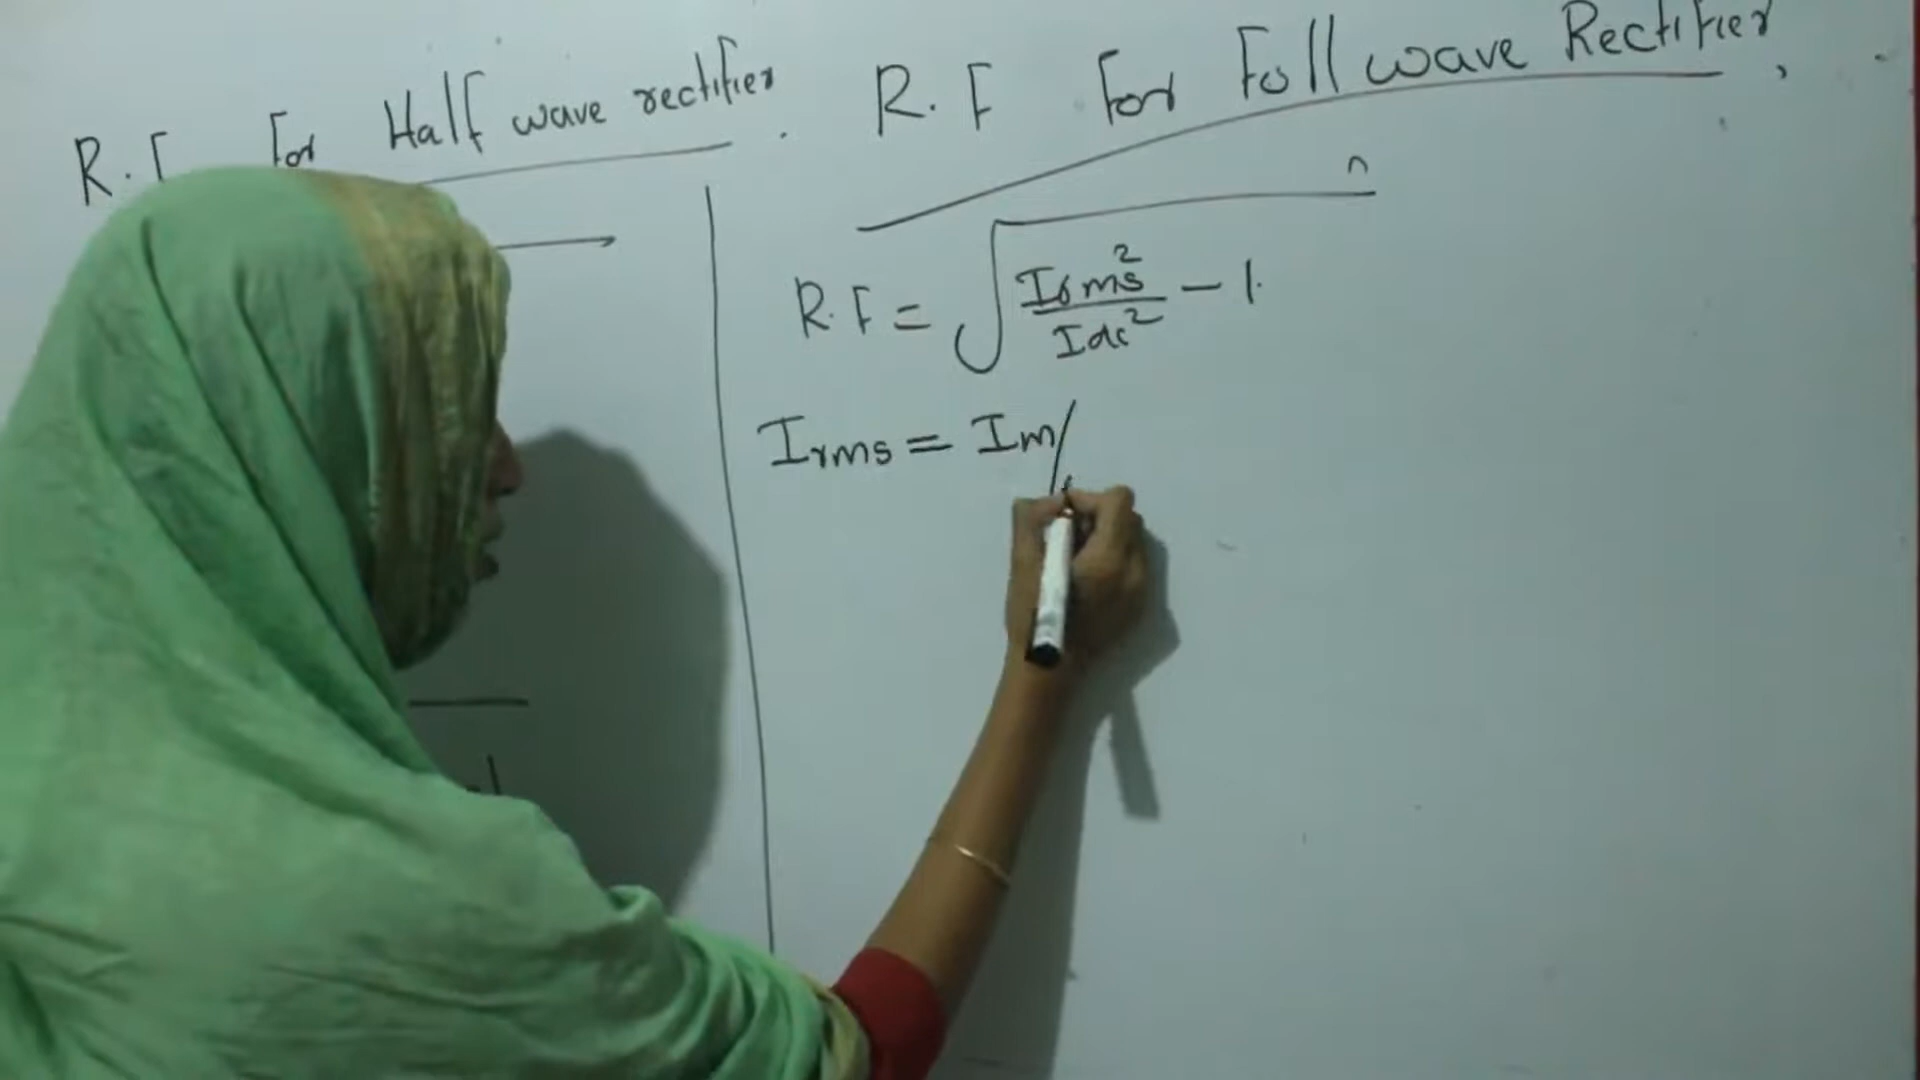 R.F For Half wave rectifier.
R.F For Full wave Rectifier,
R.F = √ Irms² / Idc² - 1.
Irms = Im/